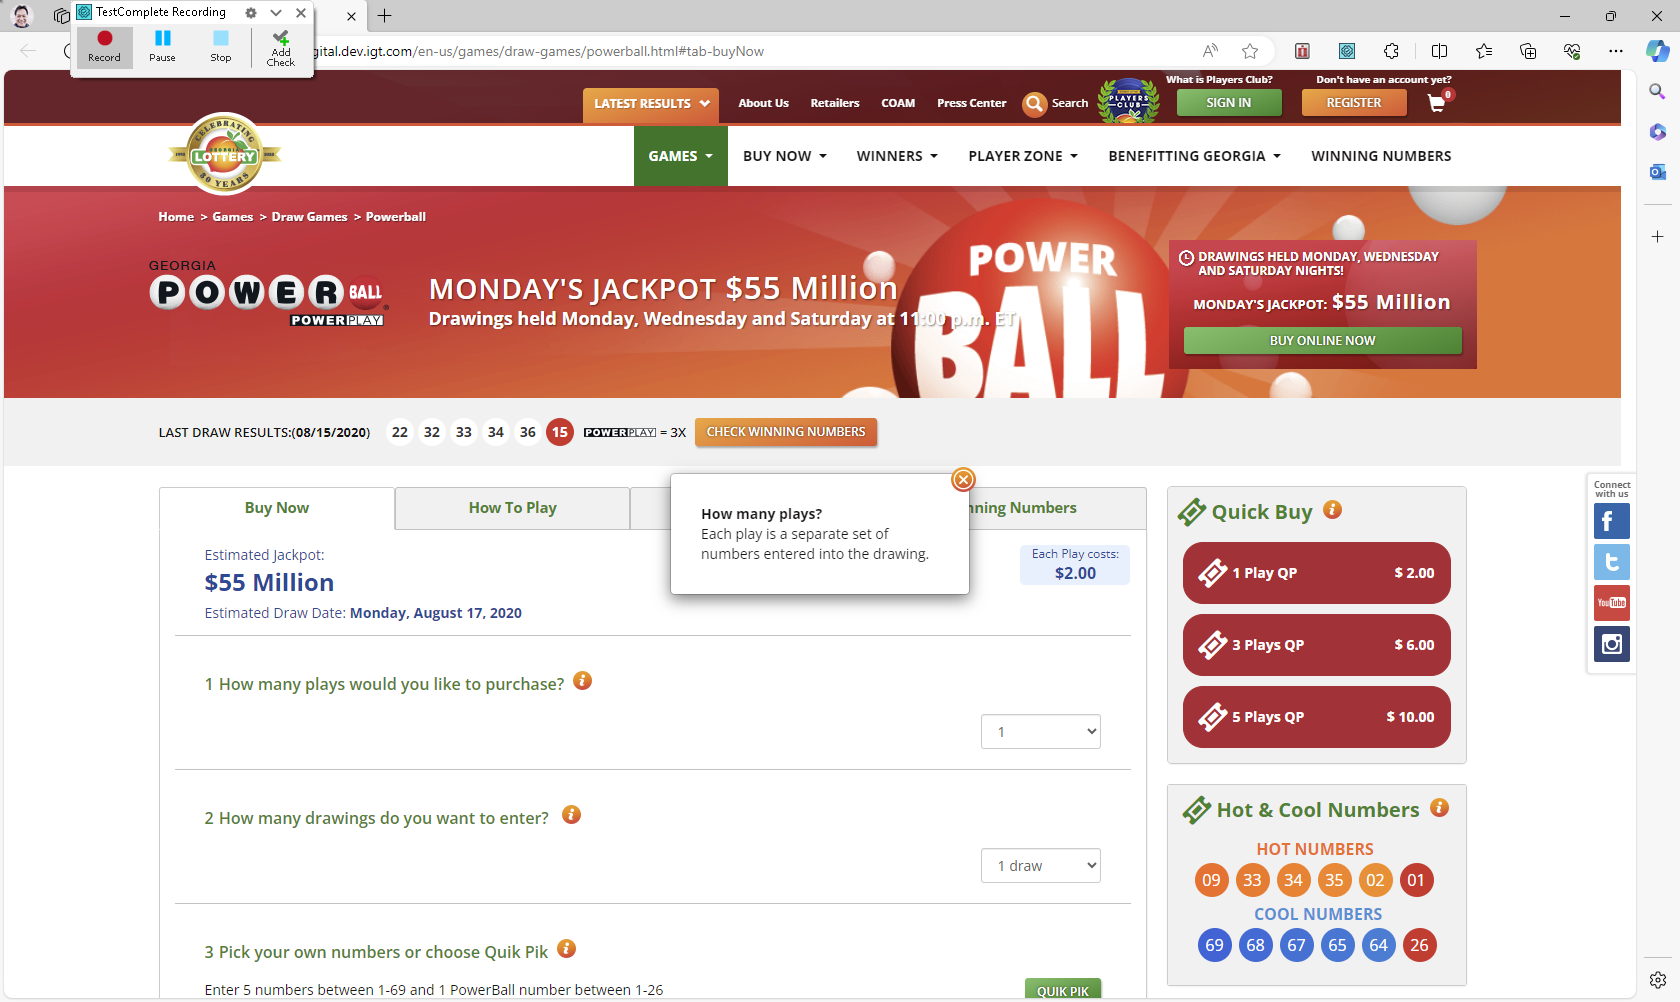 TestComplete Recording
Record
Pause
Stop
Add
Check
gital.dev.igt.com/en-us/games/draw-games/powerball.html#tab-buyNow
LATEST RESULTS
About Us
Retailers
COAM
Press Center
Search
PLAYERS
CLUB
What is Players Club?
SIGN IN
Don't have an account yet?
REGISTER
0
CELEBRATING
GEORGIA
LOTTERY
30 YEARS
GAMES
BUY NOW
WINNERS
PLAYER ZONE
BENEFITTING GEORGIA
WINNING NUMBERS
Home > Games > Draw Games > Powerball
GEORGIA
POWER BALL
POWERPLAY
MONDAY'S JACKPOT $55 Million
Drawings held Monday, Wednesday and Saturday at 11:00 p.m. ET
POWER
BALL
DRAWINGS HELD MONDAY, WEDNESDAY
AND SATURDAY NIGHTS!
MONDAY'S JACKPOT: $55 Million
BUY ONLINE NOW
LAST DRAW RESULTS:(08/15/2020)
22 32 33 34 36 15
POWERPLAY = 3X
CHECK WINNING NUMBERS
Buy Now
How To Play
nning Numbers
How many plays?
Each play is a separate set of
numbers entered into the drawing.
Estimated Jackpot:
$55 Million
Estimated Draw Date: Monday, August 17, 2020
Each Play costs:
$2.00
1 How many plays would you like to purchase?
1
2 How many drawings do you want to enter?
1 draw
3 Pick your own numbers or choose Quik Pik
Enter 5 numbers between 1-69 and 1 PowerBall number between 1-26
QUIK PIK
Quick Buy
1 Play QP $ 2.00
3 Plays QP $ 6.00
5 Plays QP $ 10.00
Hot & Cool Numbers
HOT NUMBERS
09 33 34 35 02 01
COOL NUMBERS
69 68 67 65 64 26
Connect
with us
YouTube